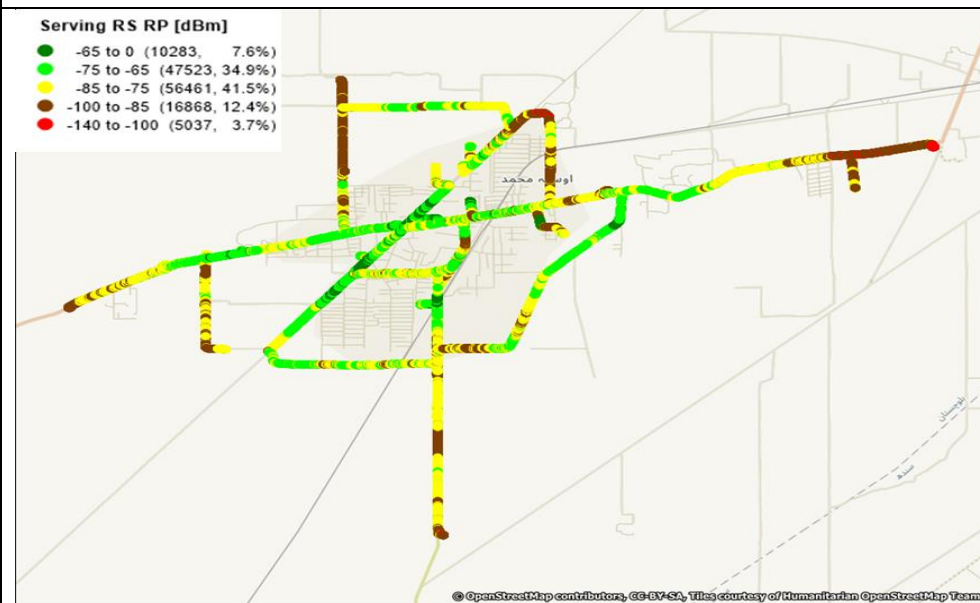 Serving RS RP [dBm]
-65 to 0 (10283, 7.6%)
-75 to -65 (47523, 34.9%)
-85 to -75 (56461, 41.5%)
-100 to -85 (16868, 12.4%)
-140 to -100 (5037, 3.7%)
محمد
بلوچستان
سندھ
© OpenStreetMap contributors, CC-BY-SA, Tiles courtesy of Humanitarian OpenStreetMap Team